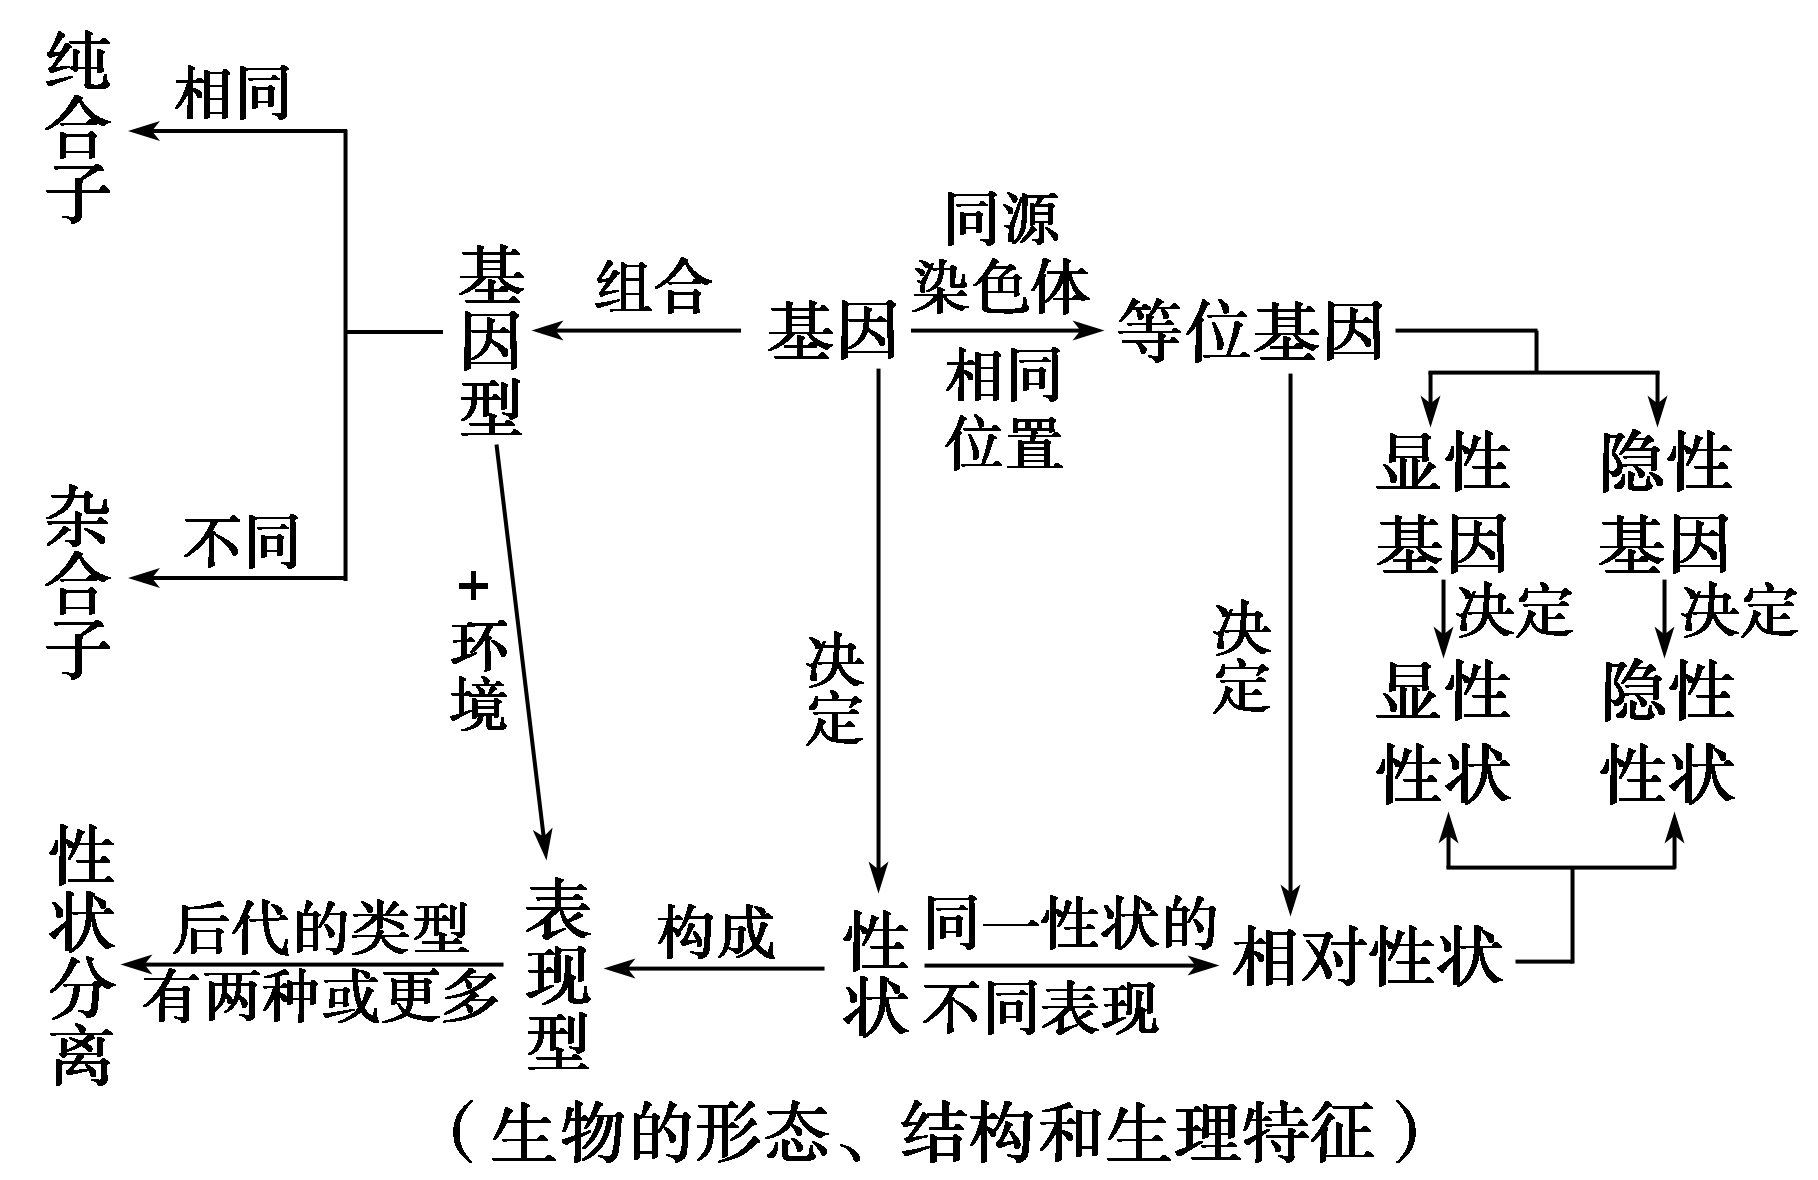 纯合子
相同
同源
染色体
基因型
组合
基因
等位基因
相同
位置
显性
基因
隐性
基因
杂合子
不同
+环境
决定
决定
决定
决定
显性
性状
隐性
性状
性状分离
后代的类型
有两种或更多
表现型
构成
性状
同一性状的
不同表现
相对性状
（生物的形态、结构和生理特征）